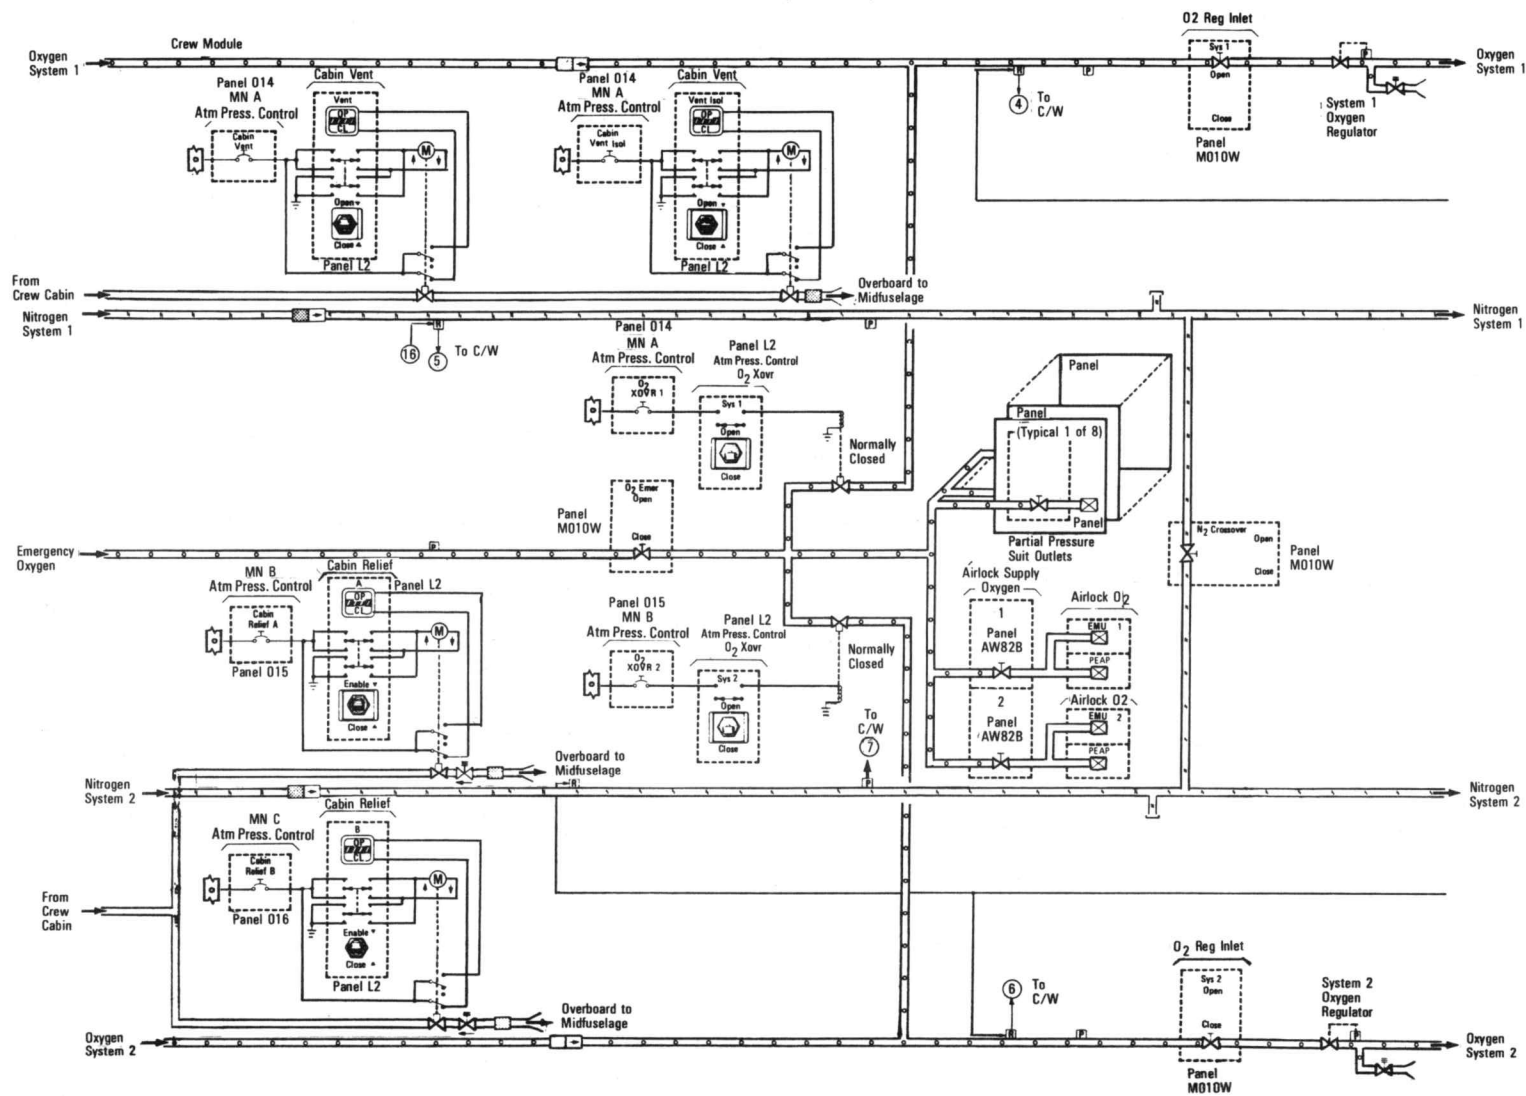 O2 Reg Inlet
Crew Module
Oxygen
System 1
Sys 1
Open
Close
Panel
M010W
P
Oxygen
System 1
System 1
Oxygen
Regulator
R
P
4
To
C/W
Panel 014
MN A
Atm Press. Control
Cabin
Vent
Cabin Vent
Vent
OP
CL
M
Open
Close
Panel L2
Panel 014
MN A
Atm Press. Control
Cabin
Vent Isol
Cabin Vent
Vent Isol
OP
CL
M
Open
Close
Panel L2
From
Crew Cabin
Overboard to
Midfuselage
Nitrogen
System 1
Nitrogen
System 1
16
R
5
To C/W
P
Panel 014
MN A
Atm Press. Control
O2
XOVR 1
Panel L2
Atm Press. Control
O2 Xovr
Sys 1
Open
Close
Normally
Closed
Panel
Panel
(Typical 1 of 8)
Panel
Partial Pressure
Suit Outlets
Panel
M010W
O2 Emer
Open
Close
N2 Crossover
Open
Close
Panel
M010W
Emergency
Oxygen
P
MN B
Atm Press. Control
Cabin
Relief A
Panel 015
Cabin Relief
A
OP
CL
Panel L2
M
Enable
Close
Panel 015
MN B
Atm Press. Control
O2
XOVR 2
Panel L2
Atm Press. Control
O2 Xovr
Sys 2
Open
Close
Normally
Closed
Airlock Supply
Oxygen
1
Panel
AW82B
2
Panel
AW82B
Airlock O2
EMU 1
PEAP
Airlock O2
EMU 2
PEAP
To
C/W
7
Overboard to
Midfuselage
Nitrogen
System 2
R
P
Nitrogen
System 2
MN C
Atm Press. Control
Cabin
Relief B
Panel 016
Cabin Relief
B
OP
CL
M
Enable
Close
Panel L2
From
Crew
Cabin
Overboard to
Midfuselage
Oxygen
System 2
6
To
C/W
R
P
O2 Reg Inlet
Sys 2
Open
Close
Panel
M010W
System 2
Oxygen
Regulator
P
Oxygen
System 2